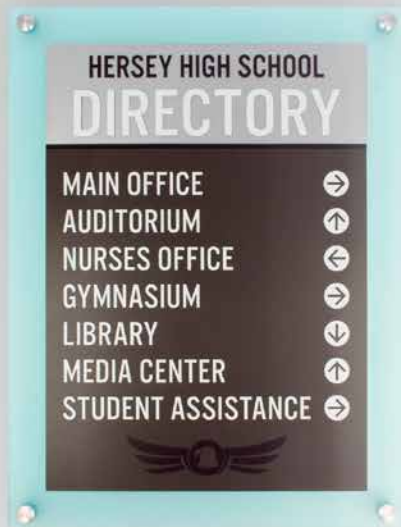 HERSEY HIGH SCHOOL
DIRECTORY
MAIN OFFICE →
AUDITORIUM ↑
NURSES OFFICE ←
GYMNASIUM →
LIBRARY ↓
MEDIA CENTER ↑
STUDENT ASSISTANCE →